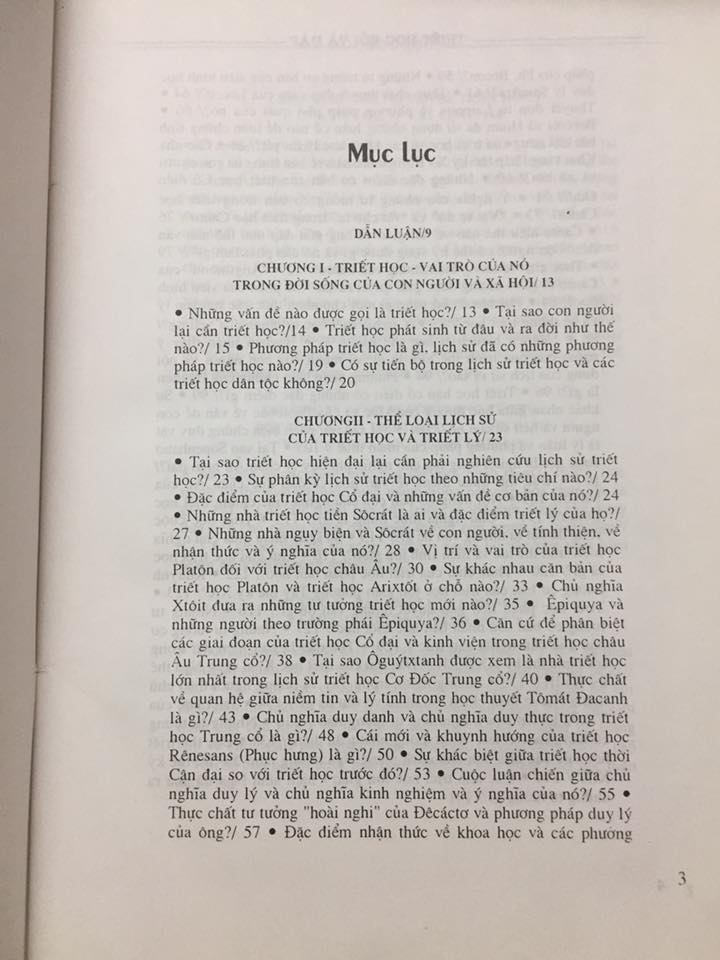 Mục lục
DẪN LUẬN/9
CHƯƠNG I - TRIẾT HỌC - VAI TRÒ CỦA NÓ
TRONG ĐỜI SỐNG CỦA CON NGƯỜI VÀ XÃ HỘI/ 13
• Những vấn đề nào được gọi là triết học?/ 13 • Tại sao con người
lại cần triết học?/14 • Triết học phát sinh từ đâu và ra đời như thế
nào?/ 15 • Phương pháp triết học là gì, lịch sử đã có những phương
pháp triết học nào?/ 19 • Có sự tiến bộ trong lịch sử triết học và các
triết học dân tộc không?/ 20
CHƯƠNGII - THỂ LOẠI LỊCH SỬ
CỦA TRIẾT HỌC VÀ TRIẾT LÝ/ 23
• Tại sao triết học hiện đại lại cần phải nghiên cứu lịch sử triết
học?/ 23 • Sự phân kỳ lịch sử triết học theo những tiêu chí nào?/ 24
• Đặc điểm của triết học Cổ đại và những vấn đề cơ bản của nó?/ 24
• Những nhà triết học tiền Sôcrát là ai và đặc điểm triết lý của họ?/
27 • Những nhà ngụy biện và Sôcrát về con người, về tính thiện, về
nhận thức và ý nghĩa của nó?/ 28 • Vị trí và vai trò của triết học
Platôn đối với triết học châu Âu?/ 30 • Sự khác nhau căn bản của
triết học Platôn và triết học Arixtốt ở chỗ nào?/ 33 • Chủ nghĩa
Xtôit đưa ra những tư tưởng triết học mới nào?/ 35 • Êpiquya và
những người theo trường phái Êpiquya?/ 36 • Căn cứ để phân biệt
các giai đoạn của triết học Cổ đại và kinh viện trong triết học châu
Âu Trung cổ?/ 38 • Tại sao Ôguýtxtanh được xem là nhà triết học
lớn nhất trong lịch sử triết học Cơ Đốc Trung cổ?/ 40 • Thực chất
về quan hệ giữa niềm tin và lý tính trong học thuyết Tômát Đacanh
là gì?/ 43 • Chủ nghĩa duy danh và chủ nghĩa duy thực trong triết
học Trung cổ là gì?/ 48 • Cái mới và khuynh hướng của triết học
Rênesans (Phục hưng) là gì?/ 50 • Sự khác biệt giữa triết học thời
Cận đại so với triết học trước đó?/ 53 • Cuộc luận chiến giữa chủ
nghĩa duy lý và chủ nghĩa kinh nghiệm và ý nghĩa của nó?/ 55 •
Thực chất tư tưởng "hoài nghi" của Đêcáctơ và phương pháp duy lý
của ông?/ 57 • Đặc điểm nhận thức về khoa học và các phương
3